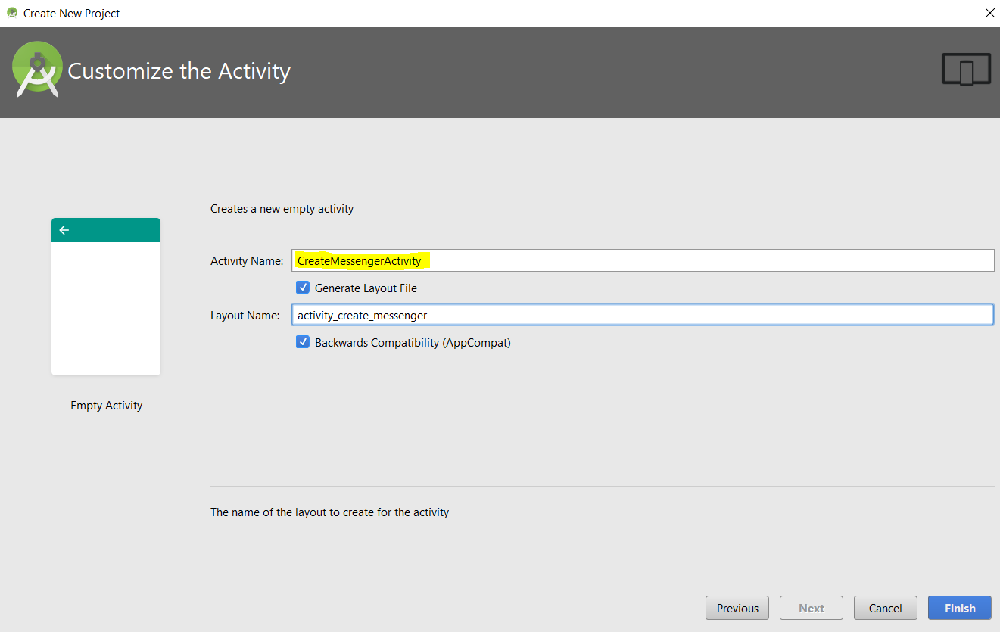 Create New Project
Customize the Activity
Creates a new empty activity
Activity Name: CreateMessengerActivity
Generate Layout File
Layout Name: activity_create_messenger
Backwards Compatibility (AppCompat)
Empty Activity
The name of the layout to create for the activity
Previous Next Cancel Finish